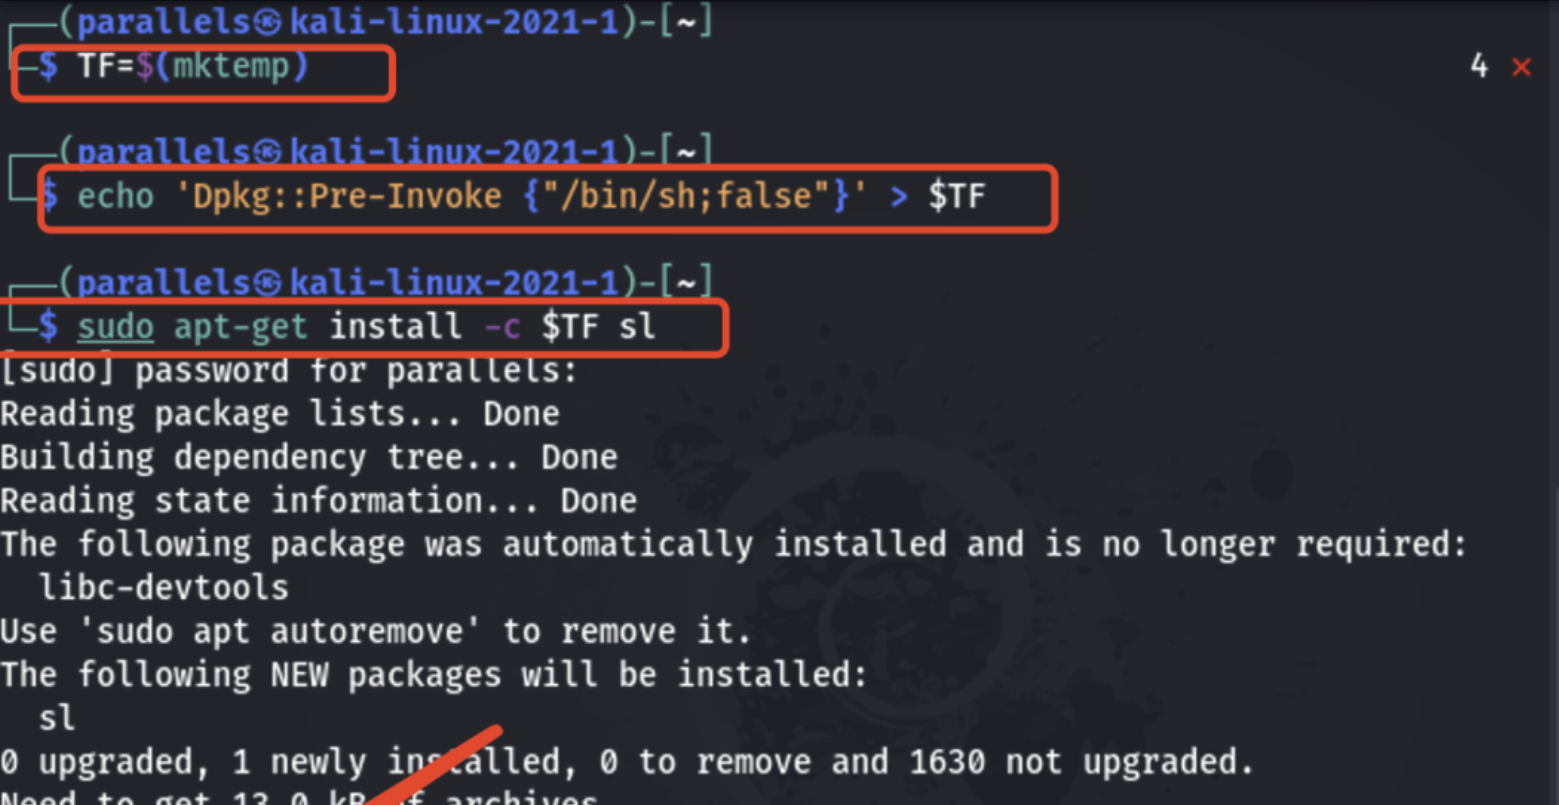 (parallels㉿kali-linux-2021-1)-[~]
$ TF=$(mktemp) 4 ✕
(parallels㉿kali-linux-2021-1)-[~]
$ echo 'Dpkg::Pre-Invoke {"/bin/sh;false"}' > $TF
(parallels㉿kali-linux-2021-1)-[~]
$ sudo apt-get install -c $TF sl
[sudo] password for parallels:
Reading package lists... Done
Building dependency tree... Done
Reading state information... Done
The following package was automatically installed and is no longer required:
libc-devtools
Use 'sudo apt autoremove' to remove it.
The following NEW packages will be installed:
sl
0 upgraded, 1 newly installed, 0 to remove and 1630 not upgraded.
Need to get 13.0 kB of archives.